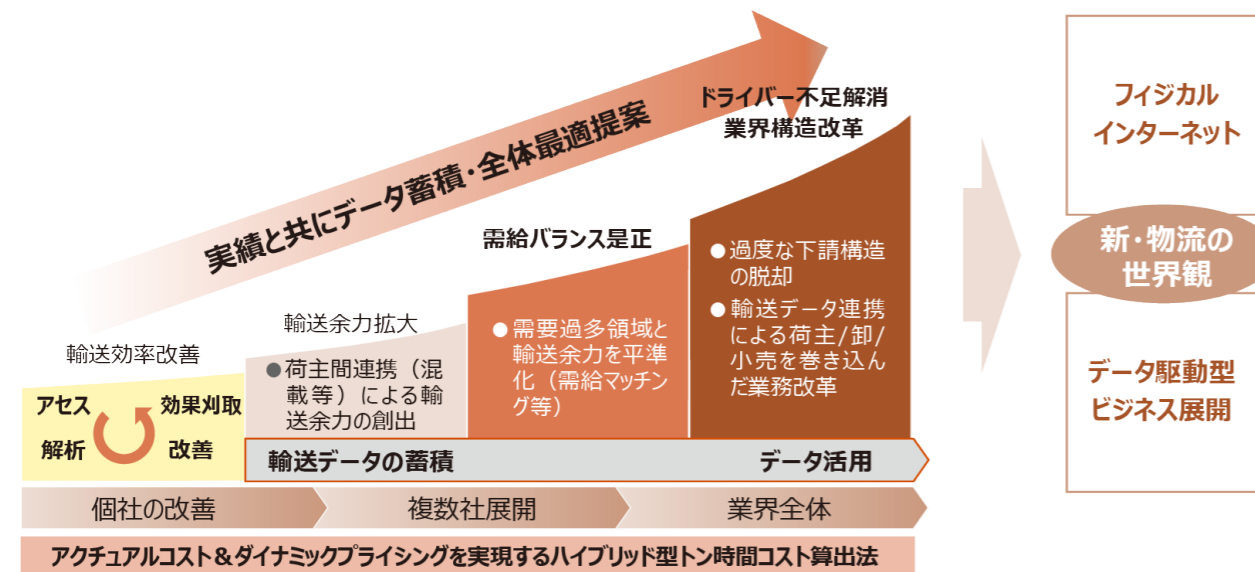 実績と共にデータ蓄積・全体最適提案
輸送効率改善
アセス
効果刈取
解析
改善
輸送余力拡大
●荷主間連携（混
載等）による輸
送余力の創出
需給バランス是正
●需要過多領域と
輸送余力を平準
化（需給マッチン
グ等）
ドライバー不足解消
業界構造改革
●過度な下請構造
の脱却
●輸送データ連携
による荷主/卸/
小売を巻き込ん
だ業務改革
輸送データの蓄積
データ活用
個社の改善
複数社展開
業界全体
アクチュアルコスト＆ダイナミックプライシングを実現するハイブリッド型トン時間コスト算出法
フィジカル
インターネット
新・物流の
世界観
データ駆動型
ビジネス展開